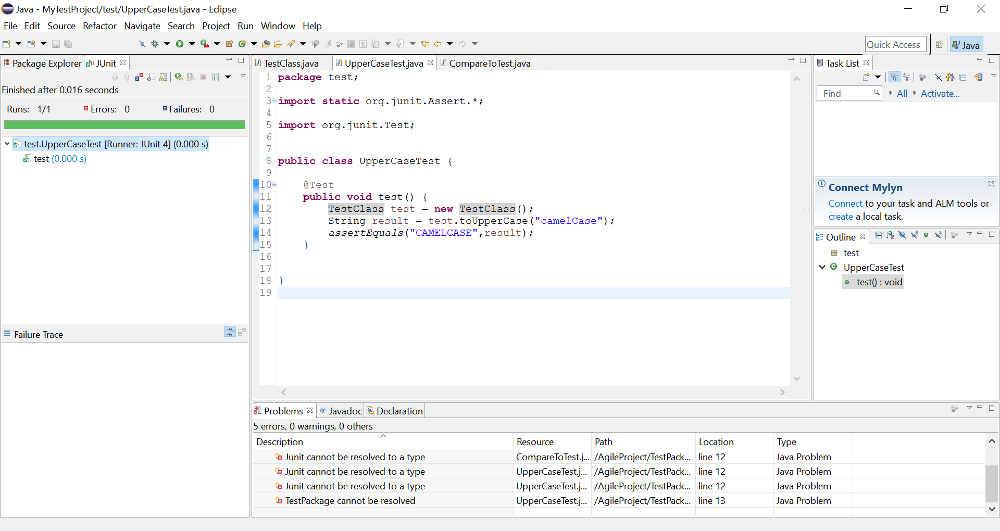 Java - MyTestProject/test/UpperCaseTest.java - Eclipse
File Edit Source Refactor Navigate Search Project Run Window Help
Quick Access
Java
Package Explorer JUnit
Finished after 0.016 seconds
Runs: 1/1 Errors: 0 Failures: 0
test.UpperCaseTest [Runner: JUnit 4] (0.000 s)
test (0.000 s)
Failure Trace
TestClass.java UpperCaseTest.java CompareToTest.java
1 package test;
2
3 import static org.junit.Assert.*;
4
5 import org.junit.Test;
6
7
8 public class UpperCaseTest {
9
10 @Test
11 public void test() {
12 TestClass test = new TestClass();
13 String result = test.toUpperCase("camelCase");
14 assertEquals("CAMELCASE",result);
15 }
16
17
18 }
19
Task List
Find All Activate...
Connect Mylyn
Connect to your task and ALM tools or
create a local task.
Outline
test
UpperCaseTest
test() : void
Problems @ Javadoc Declaration
5 errors, 0 warnings, 0 others
Description Resource Path Location Type
Junit cannot be resolved to a type CompareToTest.j... /AgileProject/TestPack... line 12 Java Problem
Junit cannot be resolved to a type UpperCaseTest.j... /AgileProject/TestPack... line 12 Java Problem
Junit cannot be resolved to a type UpperCaseTest.j... /AgileProject/TestPack... line 12 Java Problem
TestPackage cannot be resolved UpperCaseTest.j... /AgileProject/TestPack... line 13 Java Problem